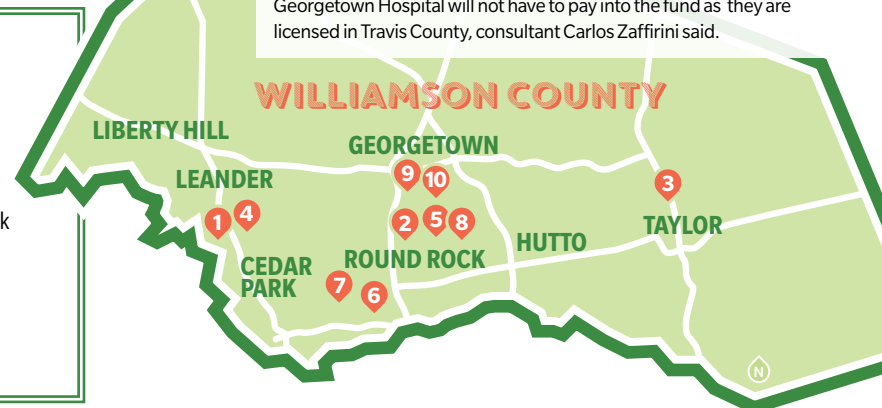 Georgetown Hospital will not have to pay into the fund as they are
licensed in Travis County, consultant Carlos Zaffirini said.
WILLIAMSON COUNTY
LIBERTY HILL
GEORGETOWN
9 10
LEANDER
3
1 4
2 5 8
TAYLOR
HUTTO
k
ROUND ROCK
CEDAR
PARK
7
6
N